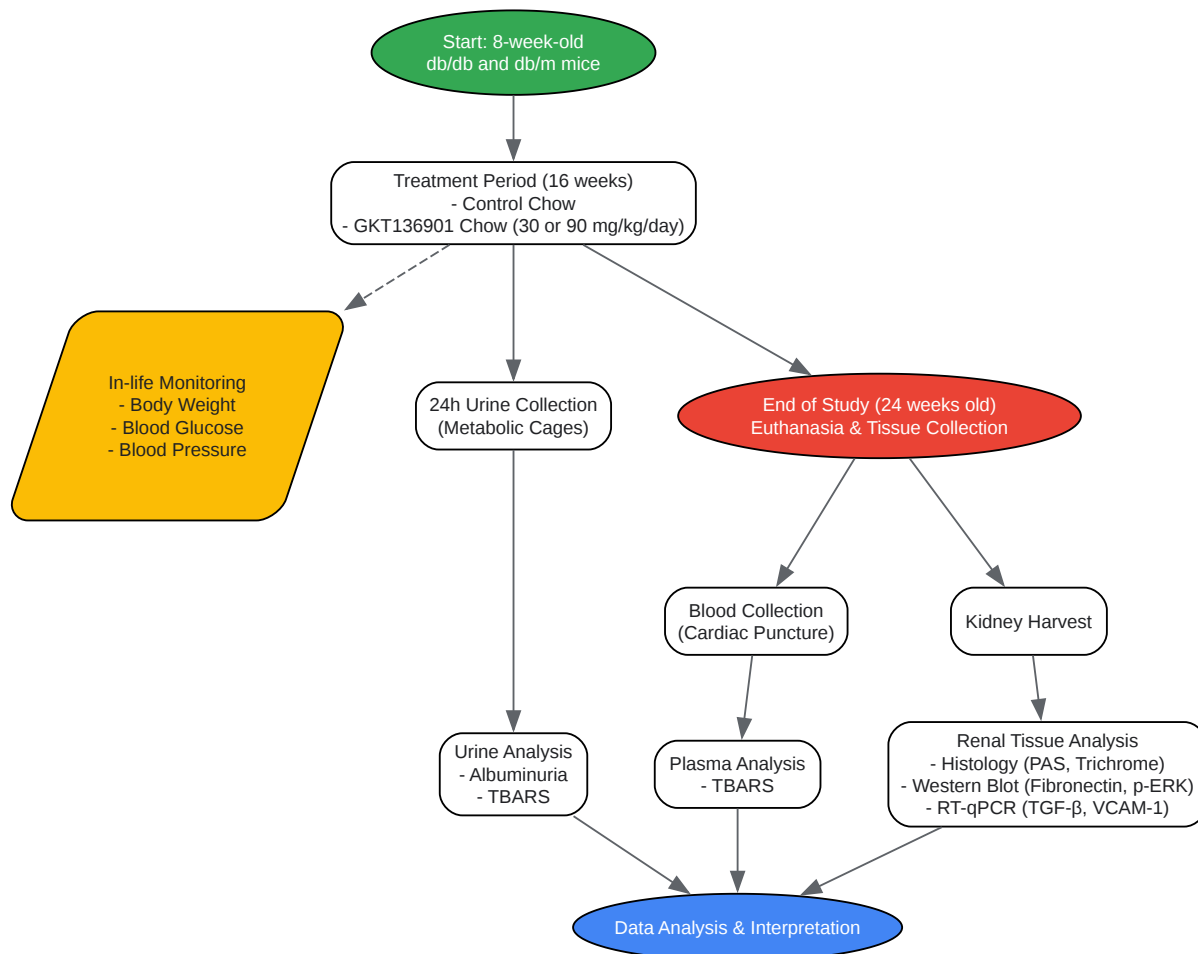 Start: 8-week-old
db/db and db/m mice
Treatment Period (16 weeks)
- Control Chow
- GKT136901 Chow (30 or 90 mg/kg/day)
In-life Monitoring
- Body Weight
- Blood Glucose
- Blood Pressure
24h Urine Collection
(Metabolic Cages)
End of Study (24 weeks old)
Euthanasia & Tissue Collection
Blood Collection
(Cardiac Puncture)
Kidney Harvest
Urine Analysis
- Albuminuria
- TBARS
Plasma Analysis
- TBARS
Renal Tissue Analysis
- Histology (PAS, Trichrome)
- Western Blot (Fibronectin, p-ERK)
- RT-qPCR (TGF-β, VCAM-1)
Data Analysis & Interpretation